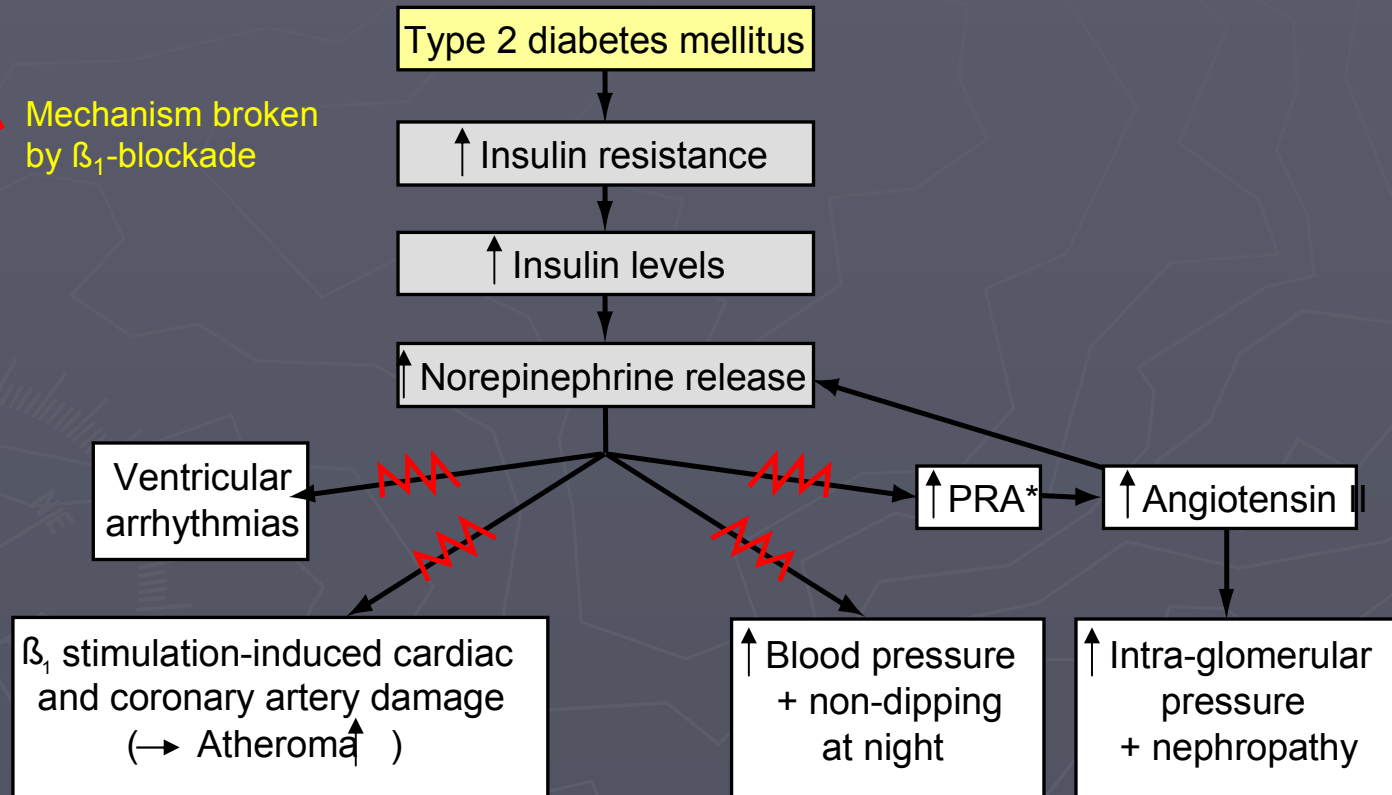 Type 2 diabetes mellitus
Mechanism broken
by ß₁-blockade
↑ Insulin resistance
↑ Insulin levels
↑ Norepinephrine release
Ventricular
arrhythmias
↑ PRA*
↑ Angiotensin II
ß₁ stimulation-induced cardiac
and coronary artery damage
(→ Atheroma↑ )
↑ Blood pressure
+ non-dipping
at night
↑ Intra-glomerular
pressure
+ nephropathy